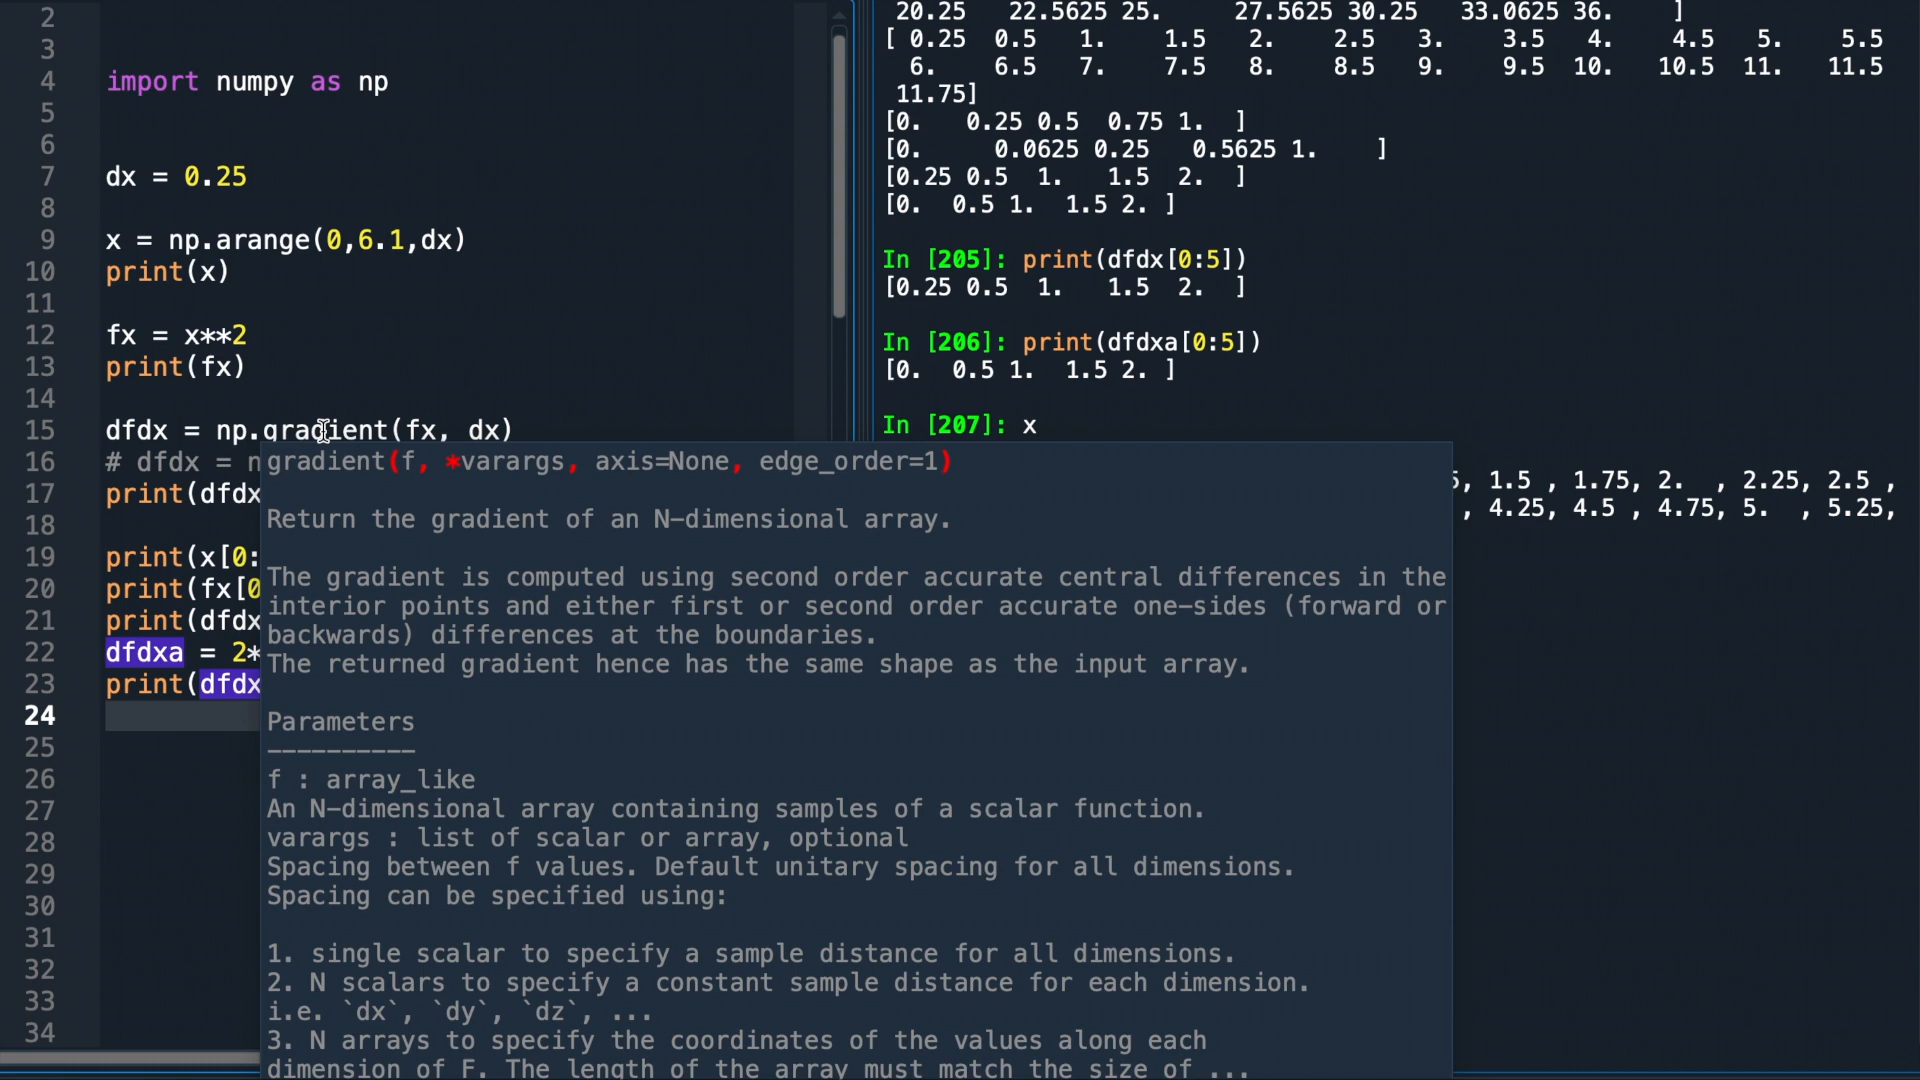 2
3
4 import numpy as np
5
6
7 dx = 0.25
8
9 x = np.arange(0,6.1,dx)
10 print(x)
11
12 fx = x**2
13 print(fx)
14
15 dfdx = np.gradient(fx, dx)
16 # dfdx = n
17 print(dfdx
18
19 print(x[0:
20 print(fx[0
21 print(dfdx
22 dfdxa = 2*
23 print(dfdx
24
25
26
27
28
29
30
31
32
33
34
gradient(f, *varargs, axis=None, edge_order=1)
Return the gradient of an N-dimensional array.
The gradient is computed using second order accurate central differences in the
interior points and either first or second order accurate one-sides (forward or
backwards) differences at the boundaries.
The returned gradient hence has the same shape as the input array.
Parameters
----------
f : array_like
An N-dimensional array containing samples of a scalar function.
varargs : list of scalar or array, optional
Spacing between f values. Default unitary spacing for all dimensions.
Spacing can be specified using:
1. single scalar to specify a sample distance for all dimensions.
2. N scalars to specify a constant sample distance for each dimension.
i.e. `dx`, `dy`, `dz`, ...
3. N arrays to specify the coordinates of the values along each
dimension of F. The length of the array must match the size of ...
20.25 22.5625 25. 27.5625 30.25 33.0625 36. ]
[ 0.25 0.5 1. 1.5 2. 2.5 3. 3.5 4. 4.5 5. 5.5
6. 6.5 7. 7.5 8. 8.5 9. 9.5 10. 10.5 11. 11.5
11.75]
[0. 0.25 0.5 0.75 1. ]
[0. 0.0625 0.25 0.5625 1. ]
[0.25 0.5 1. 1.5 2. ]
[0. 0.5 1. 1.5 2. ]
In [205]: print(dfdx[0:5])
[0.25 0.5 1. 1.5 2. ]
In [206]: print(dfdxa[0:5])
[0. 0.5 1. 1.5 2. ]
In [207]: x
, 1.5 , 1.75, 2. , 2.25, 2.5 ,
, 4.25, 4.5 , 4.75, 5. , 5.25,